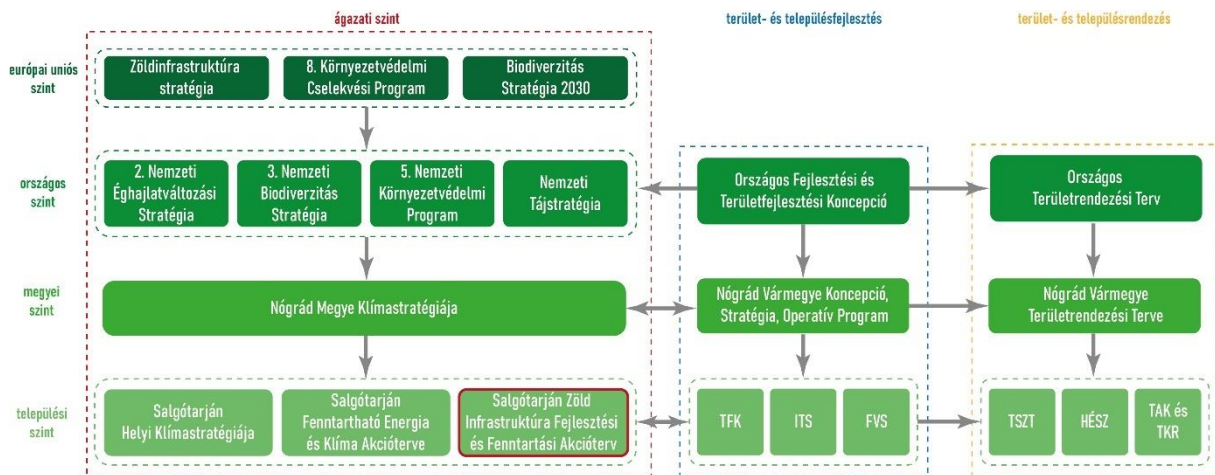 ágazati szint
terület- és településfejlesztés
terület- és településrendezés
európai uniós
szint
Zöldinfrastruktúra
stratégia
8. Környezetvédelmi
Cselekvési Program
Biodiverzitás
Stratégia 2030
országos
szint
2. Nemzeti
Éghajlatváltozási
Stratégia
3. Nemzeti
Biodiverzitás
Stratégia
5. Nemzeti
Környezetvédelmi
Program
Nemzeti
Tájstratégia
Országos Fejlesztési és
Területfejlesztési Koncepció
Országos
Területrendezési Terv
megyei
szint
Nógrád Megye Klímastratégiája
Nógrád Vármegye Koncepció,
Stratégia, Operatív Program
Nógrád Vármegye
Területrendezési Terve
települési
szint
Salgótarján
Helyi Klímastratégiája
Salgótarján
Fenntartható Energia
és Klíma Akcióterve
Salgótarján Zöld
Infrastruktúra Fejlesztési
és Fenntartási Akcióterv
TFK
ITS
FVS
TSZT
HÉSZ
TAK és
TKR